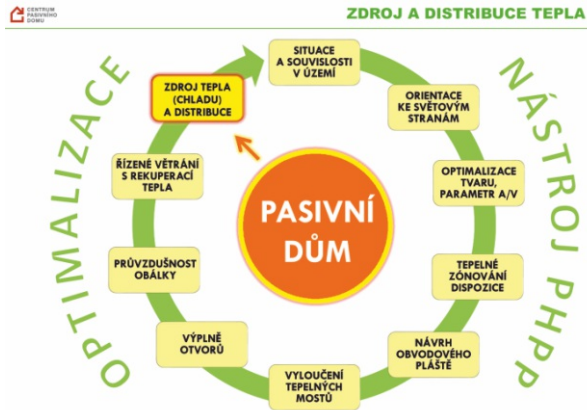 CENTRUM
PASIVNÍHO
DOMU
ZDROJ A DISTRIBUCE TEPLA
OPTIMALIZACE
NÁSTROJ PHPP
SITUACE
A SOUVISLOSTI
V ÚZEMÍ
ORIENTACE
KE SVĚTOVÝM
STRANÁM
OPTIMALIZACE
TVARU,
PARAMETR A/V
TEPELNÉ
ZÓNOVÁNÍ
DISPOZICE
NÁVRH
OBVODOVÉHO
PLÁŠTĚ
VYLOUČENÍ
TEPELNÝCH
MOSTŮ
VÝPLNĚ
OTVORŮ
PRŮVZDUŠNOST
OBÁLKY
ŘÍZENÉ VĚTRÁNÍ
S REKUPERACÍ
TEPLA
ZDROJ TEPLA
(CHLADU)
A DISTRIBUCE
PASIVNÍ
DŮM